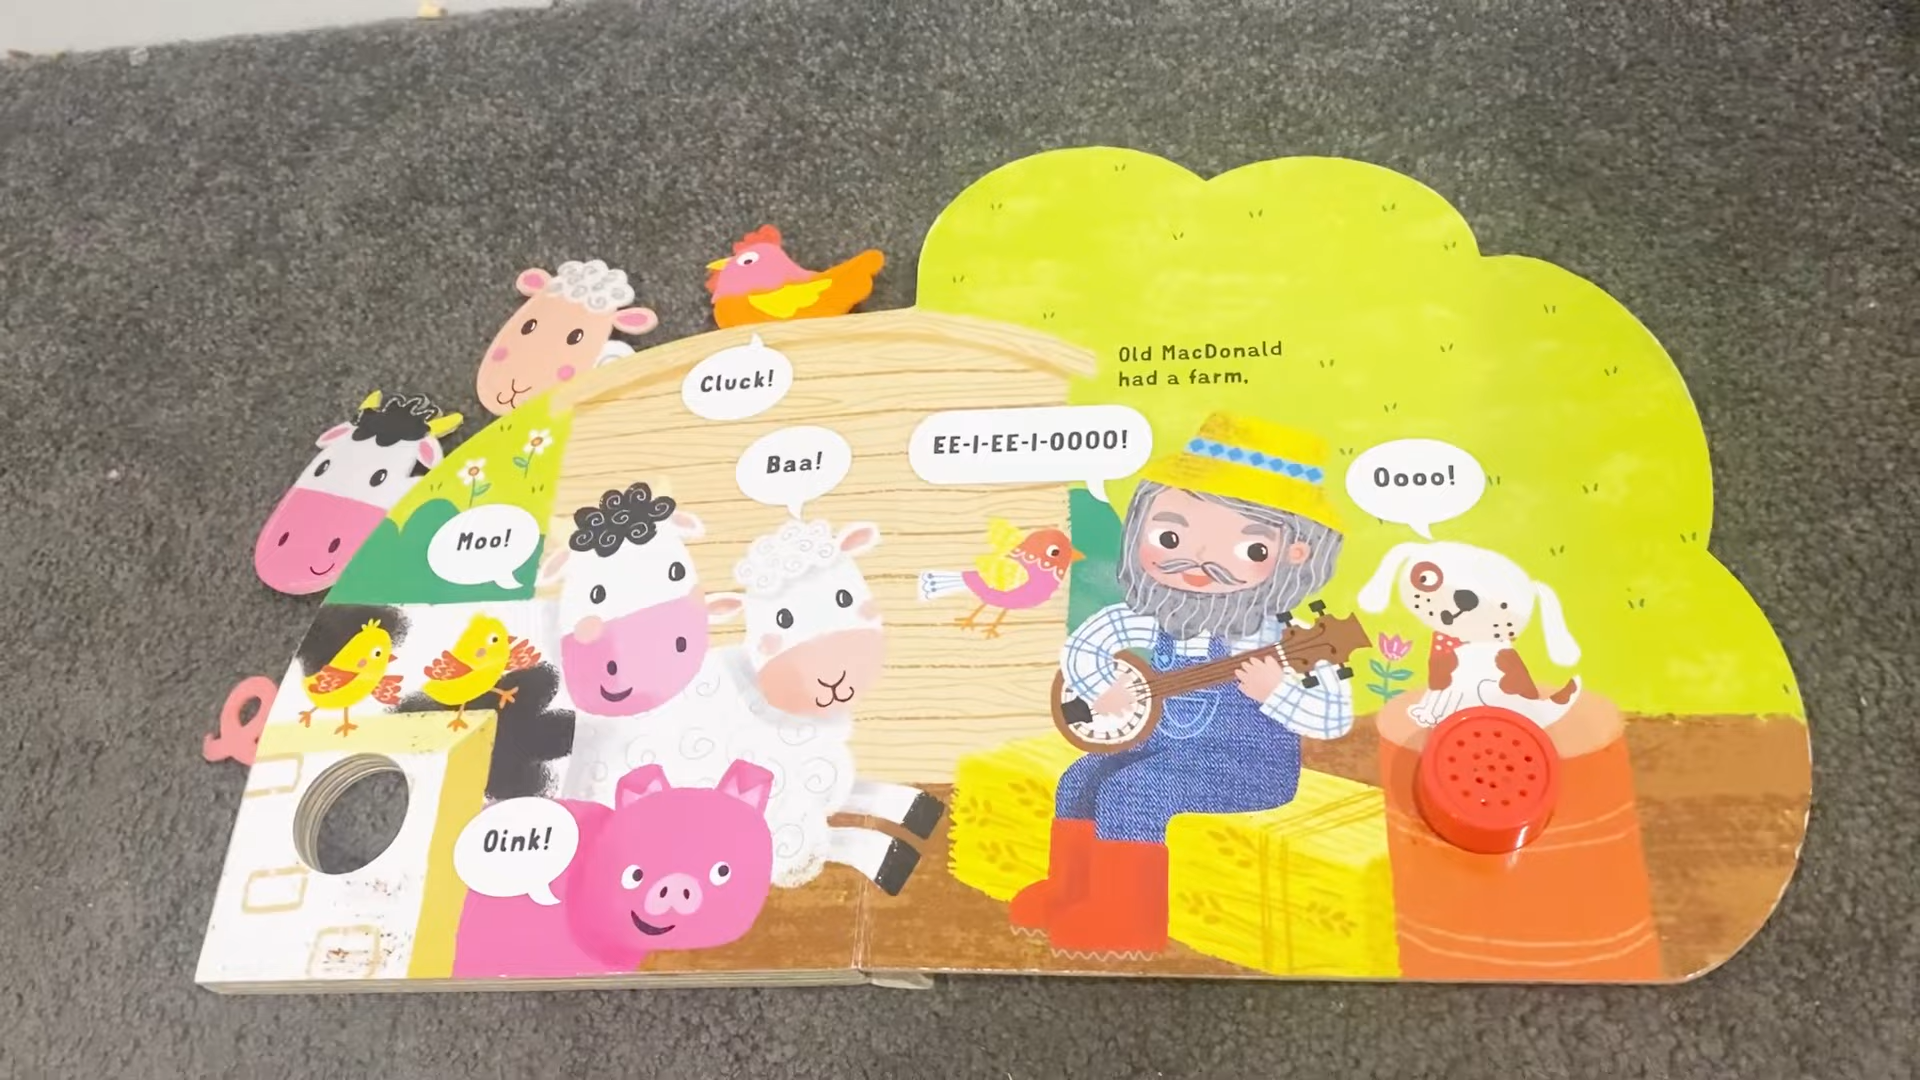 Old MacDonald
had a farm,
Cluck!
Baa!
EE-I-EE-I-OOOO!
Oooo!
Moo!
Oink!